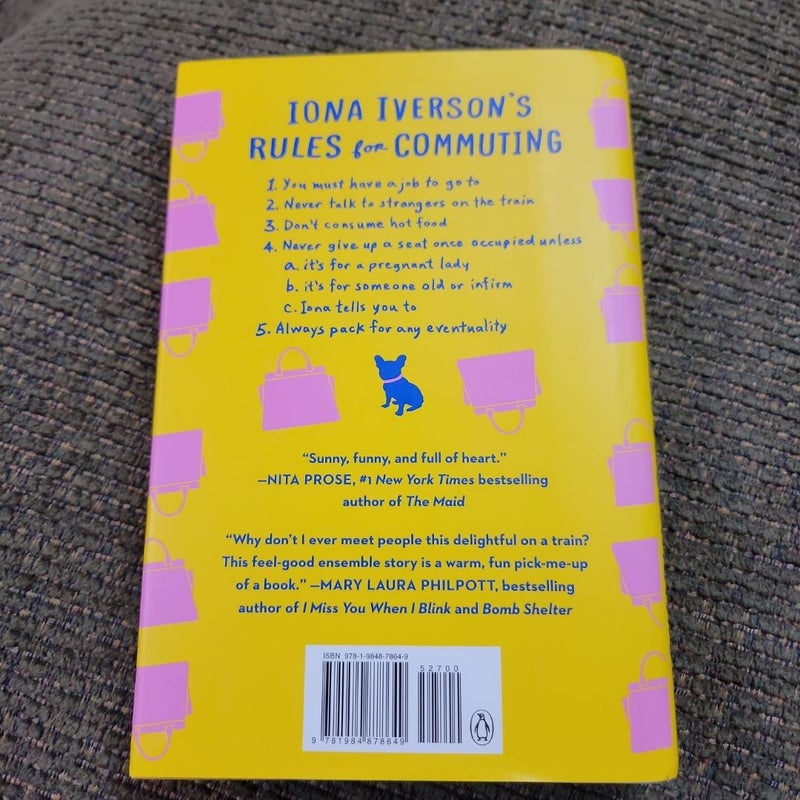 IONA IVERSON'S
RULES for COMMUTING
1. You must have a job to go to
2. Never talk to strangers on the train
3. Don't consume hot food
4. Never give up a seat once occupied unless
a. it's for a pregnant lady
b. it's for someone old or infirm
c. Iona tells you to
5. Always pack for any eventuality
“Sunny, funny, and full of heart.”
—NITA PROSE, #1 New York Times bestselling
author of The Maid
“Why don't I ever meet people this delightful on a train?
This feel-good ensemble story is a warm, fun pick-me-up
of a book.” —MARY LAURA PHILPOTT, bestselling
author of I Miss You When I Blink and Bomb Shelter
ISBN 978-1-9848-7864-9
52700
9 781984 878649